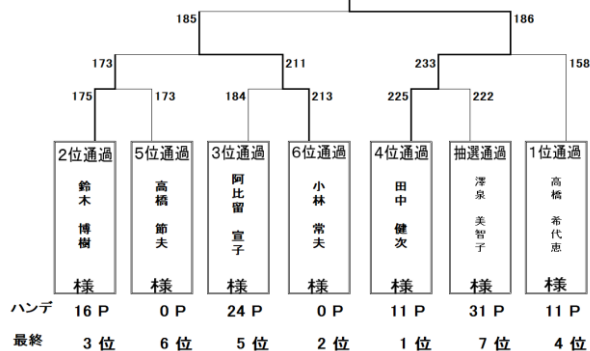 185 186
173 211 233 158
175 173 184 213 225 222
2位通過 5位通過 3位通過 6位通過 4位通過 抽選通過 1位通過
鈴木 博樹 様
高橋 節夫 様
阿比留 宣子 様
小林 常夫 様
田中 健次 様
澤泉 美智子 様
高橋 希代恵 様
ハンデ 16 P 0 P 24 P 0 P 11 P 31 P 11 P
最終 3 位 6 位 5 位 2 位 1 位 7 位 4 位